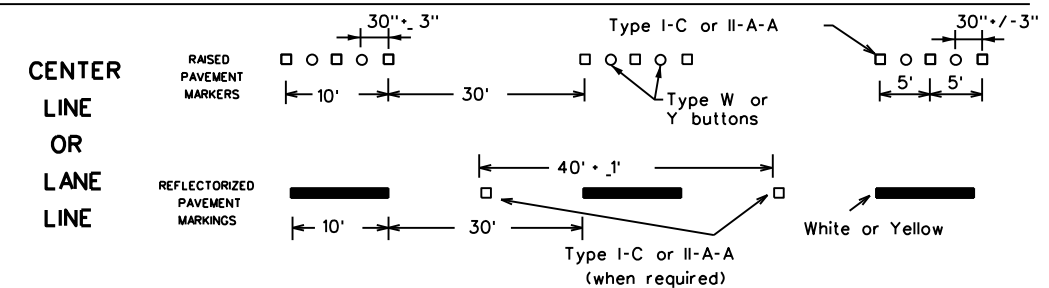 CENTER
LINE
OR
LANE
LINE
RAISED
PAVEMENT
MARKERS
30"+_ 3"
10'
30'
Type I-C or II-A-A
Type W or
Y buttons
30"+/-3"
5' 5'
REFLECTORIZED
PAVEMENT
MARKINGS
40' +_ 1'
10'
30'
Type I-C or II-A-A
(when required)
White or Yellow